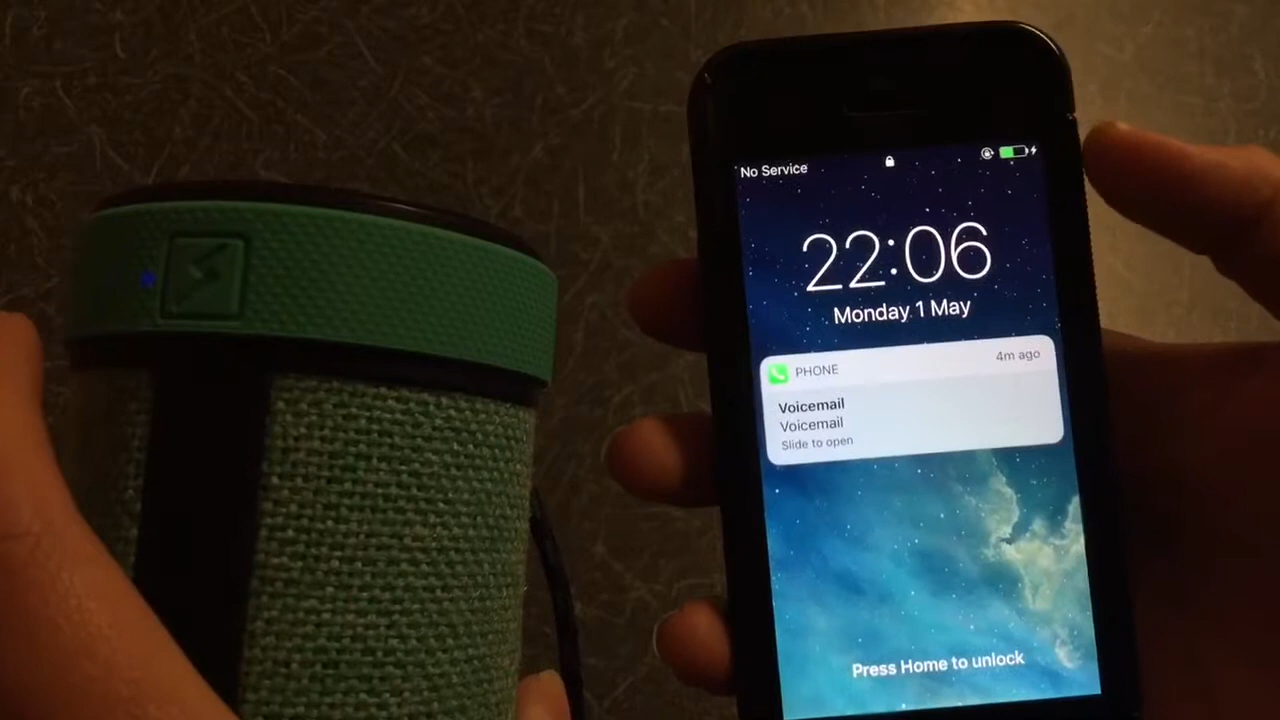 No Service
22:06
Monday 1 May
PHONE 4m ago
Voicemail
Voicemail
Slide to open
Press Home to unlock